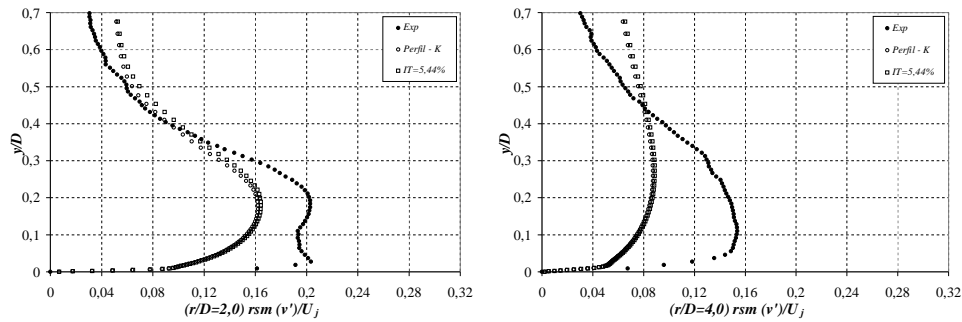 0,7
0,6
0,5
0,4
0,3
0,2
0,1
0
y/D
Exp
Perfil - K
IT=5,44%
0,00 0,04 0,08 0,12 0,16 0,20 0,24 0,28 0,32
(r/D=2,0) rsm (v')/Uj
0,7
0,6
0,5
0,4
0,3
0,2
0,1
0
y/D
Exp
Perfil - K
IT=5,44%
0,00 0,04 0,08 0,12 0,16 0,20 0,24 0,28 0,32
(r/D=4,0) rsm (v')/Uj